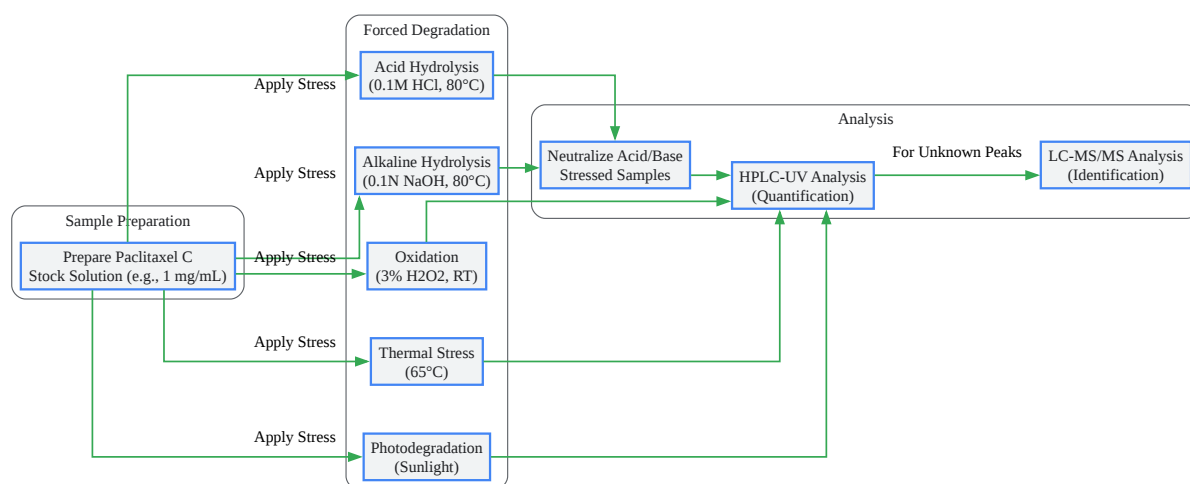 Forced Degradation
Acid Hydrolysis
(0.1M HCl, 80°C)
Apply Stress
Analysis
Alkaline Hydrolysis
(0.1N NaOH, 80°C)
Apply Stress
Neutralize Acid/Base
Stressed Samples
For Unknown Peaks
HPLC-UV Analysis
(Quantification)
LC-MS/MS Analysis
(Identification)
Sample Preparation
Prepare Paclitaxel C
Stock Solution (e.g., 1 mg/mL)
Apply Stress
Oxidation
(3% H2O2, RT)
Apply Stress
Thermal Stress
(65°C)
Apply Stress
Photodegradation
(Sunlight)